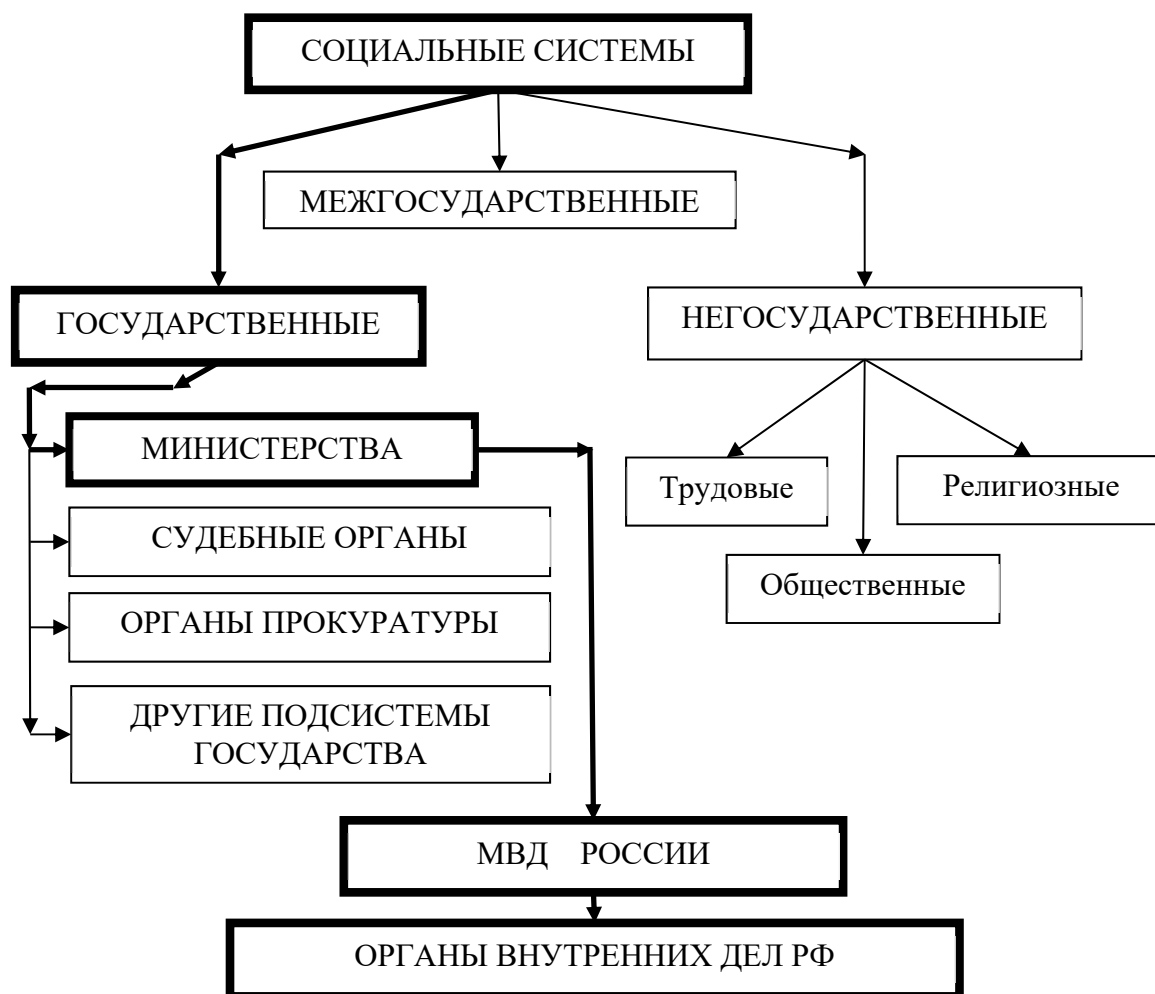 СОЦИАЛЬНЫЕ СИСТЕМЫ
МЕЖГОСУДАРСТВЕННЫЕ
ГОСУДАРСТВЕННЫЕ
НЕГОСУДАРСТВЕННЫЕ
МИНИСТЕРСТВА
Трудовые
Религиозные
СУДЕБНЫЕ ОРГАНЫ
Общественные
ОРГАНЫ ПРОКУРАТУРЫ
ДРУГИЕ ПОДСИСТЕМЫ
ГОСУДАРСТВА
МВД РОССИИ
ОРГАНЫ ВНУТРЕННИХ ДЕЛ РФ